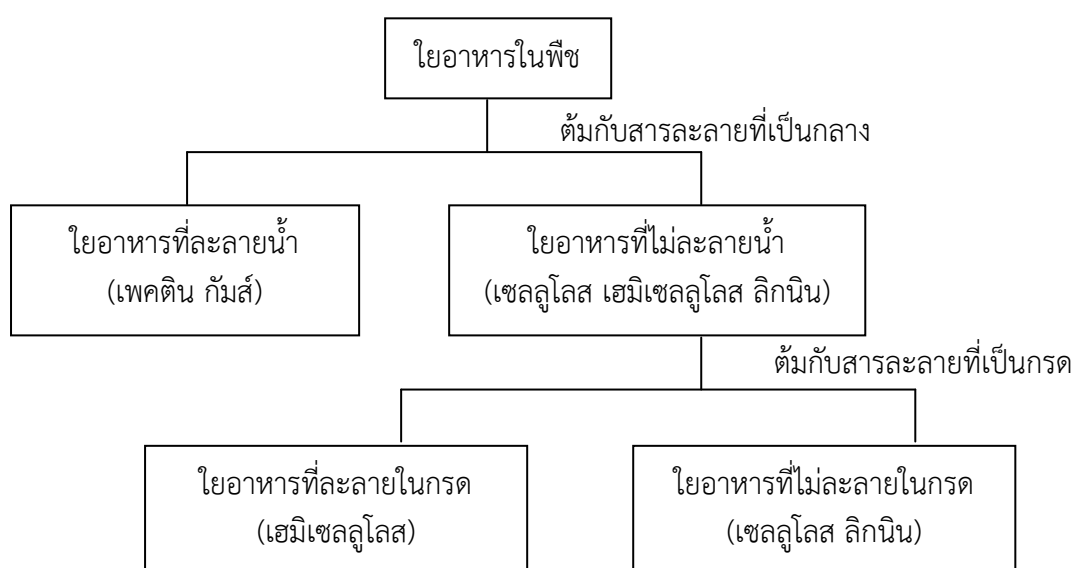 ใยอาหารในพืช
ต้มกับสารละลายที่เป็นกลาง
ใยอาหารที่ละลายน้ำ
(เพคติน กัมส์)
ใยอาหารที่ไม่ละลายน้ำ
(เซลลูโลส เฮมิเซลลูโลส ลิกนิน)
ต้มกับสารละลายที่เป็นกรด
ใยอาหารที่ละลายในกรด
(เฮมิเซลลูโลส)
ใยอาหารที่ไม่ละลายในกรด
(เซลลูโลส ลิกนิน)